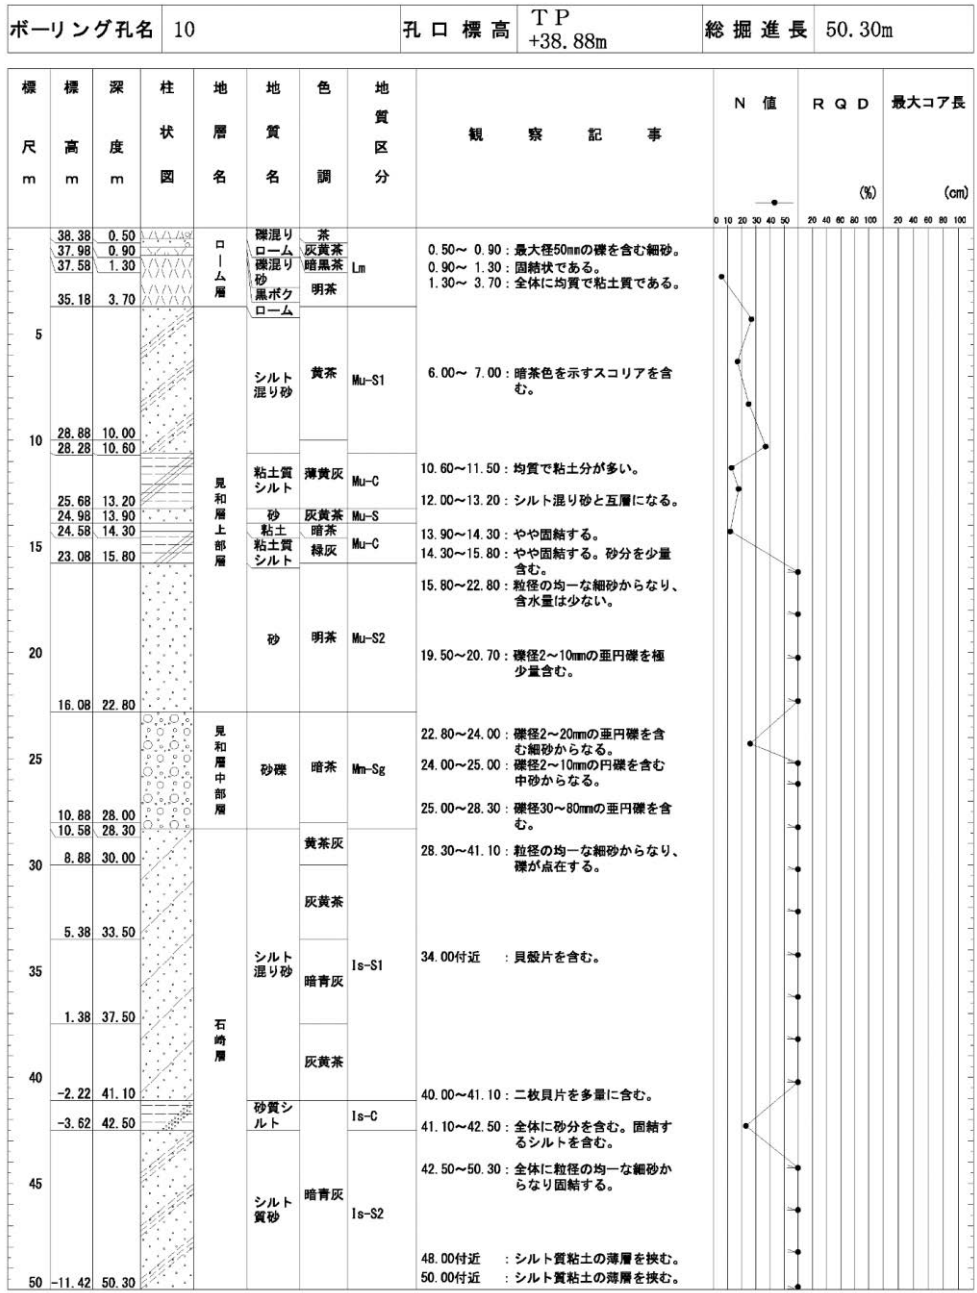 ボーリング孔名 10 孔口標高 TP +38.88m 総掘進長 50.30m
標尺m 標高m 深度m 柱状図 地層名 地質名 色調 地質区分 観察記事 N値 RQD (%) 最大コア長 (cm)
0 10 20 30 40 50 20 40 60 80 100 20 40 60 80 100
38.38 0.50 礫混りローム 茶
37.98 0.90 礫混り砂 灰黄茶
37.58 1.30 黒ボク 暗黒茶
35.18 3.70 ローム 明茶
ローム層 Lm
0.50～ 0.90：最大径50mmの礫を含む細砂。
0.90～ 1.30：固結状である。
1.30～ 3.70：全体に均質で粘土質である。
5
シルト混り砂 黄茶 Mu-S1
6.00～ 7.00：暗茶色を示すスコリアを含
む。
10
28.88 10.00
28.28 10.60
見和層上部層
粘土質シルト 薄黄灰 Mu-C
10.60～11.50：均質で粘土分が多い。
12.00～13.20：シルト混り砂と互層になる。
25.68 13.20
24.98 13.90 砂 灰黄茶 Mu-S
24.58 14.30 粘土 暗茶 Mu-C
15
23.08 15.80 粘土質シルト 緑灰
13.90～14.30：やや固結する。
14.30～15.80：やや固結する。砂分を少量
含む。
15.80～22.80：粒径の均一な細砂からなり、
含水量は少ない。
砂 明茶 Mu-S2
20
19.50～20.70：礫径2～10mmの亜円礫を極
少量含む。
16.08 22.80
見和層中部層
砂礫 暗茶 Mm-Sg
22.80～24.00：礫径2～20mmの亜円礫を含
む細砂からなる。
25
24.00～25.00：礫径2～10mmの円礫を含む
中砂からなる。
25.00～28.30：礫径30～80mmの亜円礫を含
む。
10.88 28.00
10.58 28.30
黄茶灰
28.30～41.10：粒径の均一な細砂からなり、
礫が点在する。
30
8.88 30.00
灰黄茶
5.38 33.50
シルト混り砂 Is-S1
34.00付近 ：貝殻片を含む。
35
暗青灰
1.38 37.50
石崎層
灰黄茶
40
-2.22 41.10
40.00～41.10：二枚貝片を多量に含む。
砂質シルト Is-C
-3.62 42.50
41.10～42.50：全体に砂分を含む。固結す
るシルトを含む。
42.50～50.30：全体に粒径の均一な細砂か
らなり固結する。
45
シルト質砂 暗青灰 Is-S2
48.00付近 ：シルト質粘土の薄層を挟む。
50 -11.42 50.30
50.00付近 ：シルト質粘土の薄層を挟む。